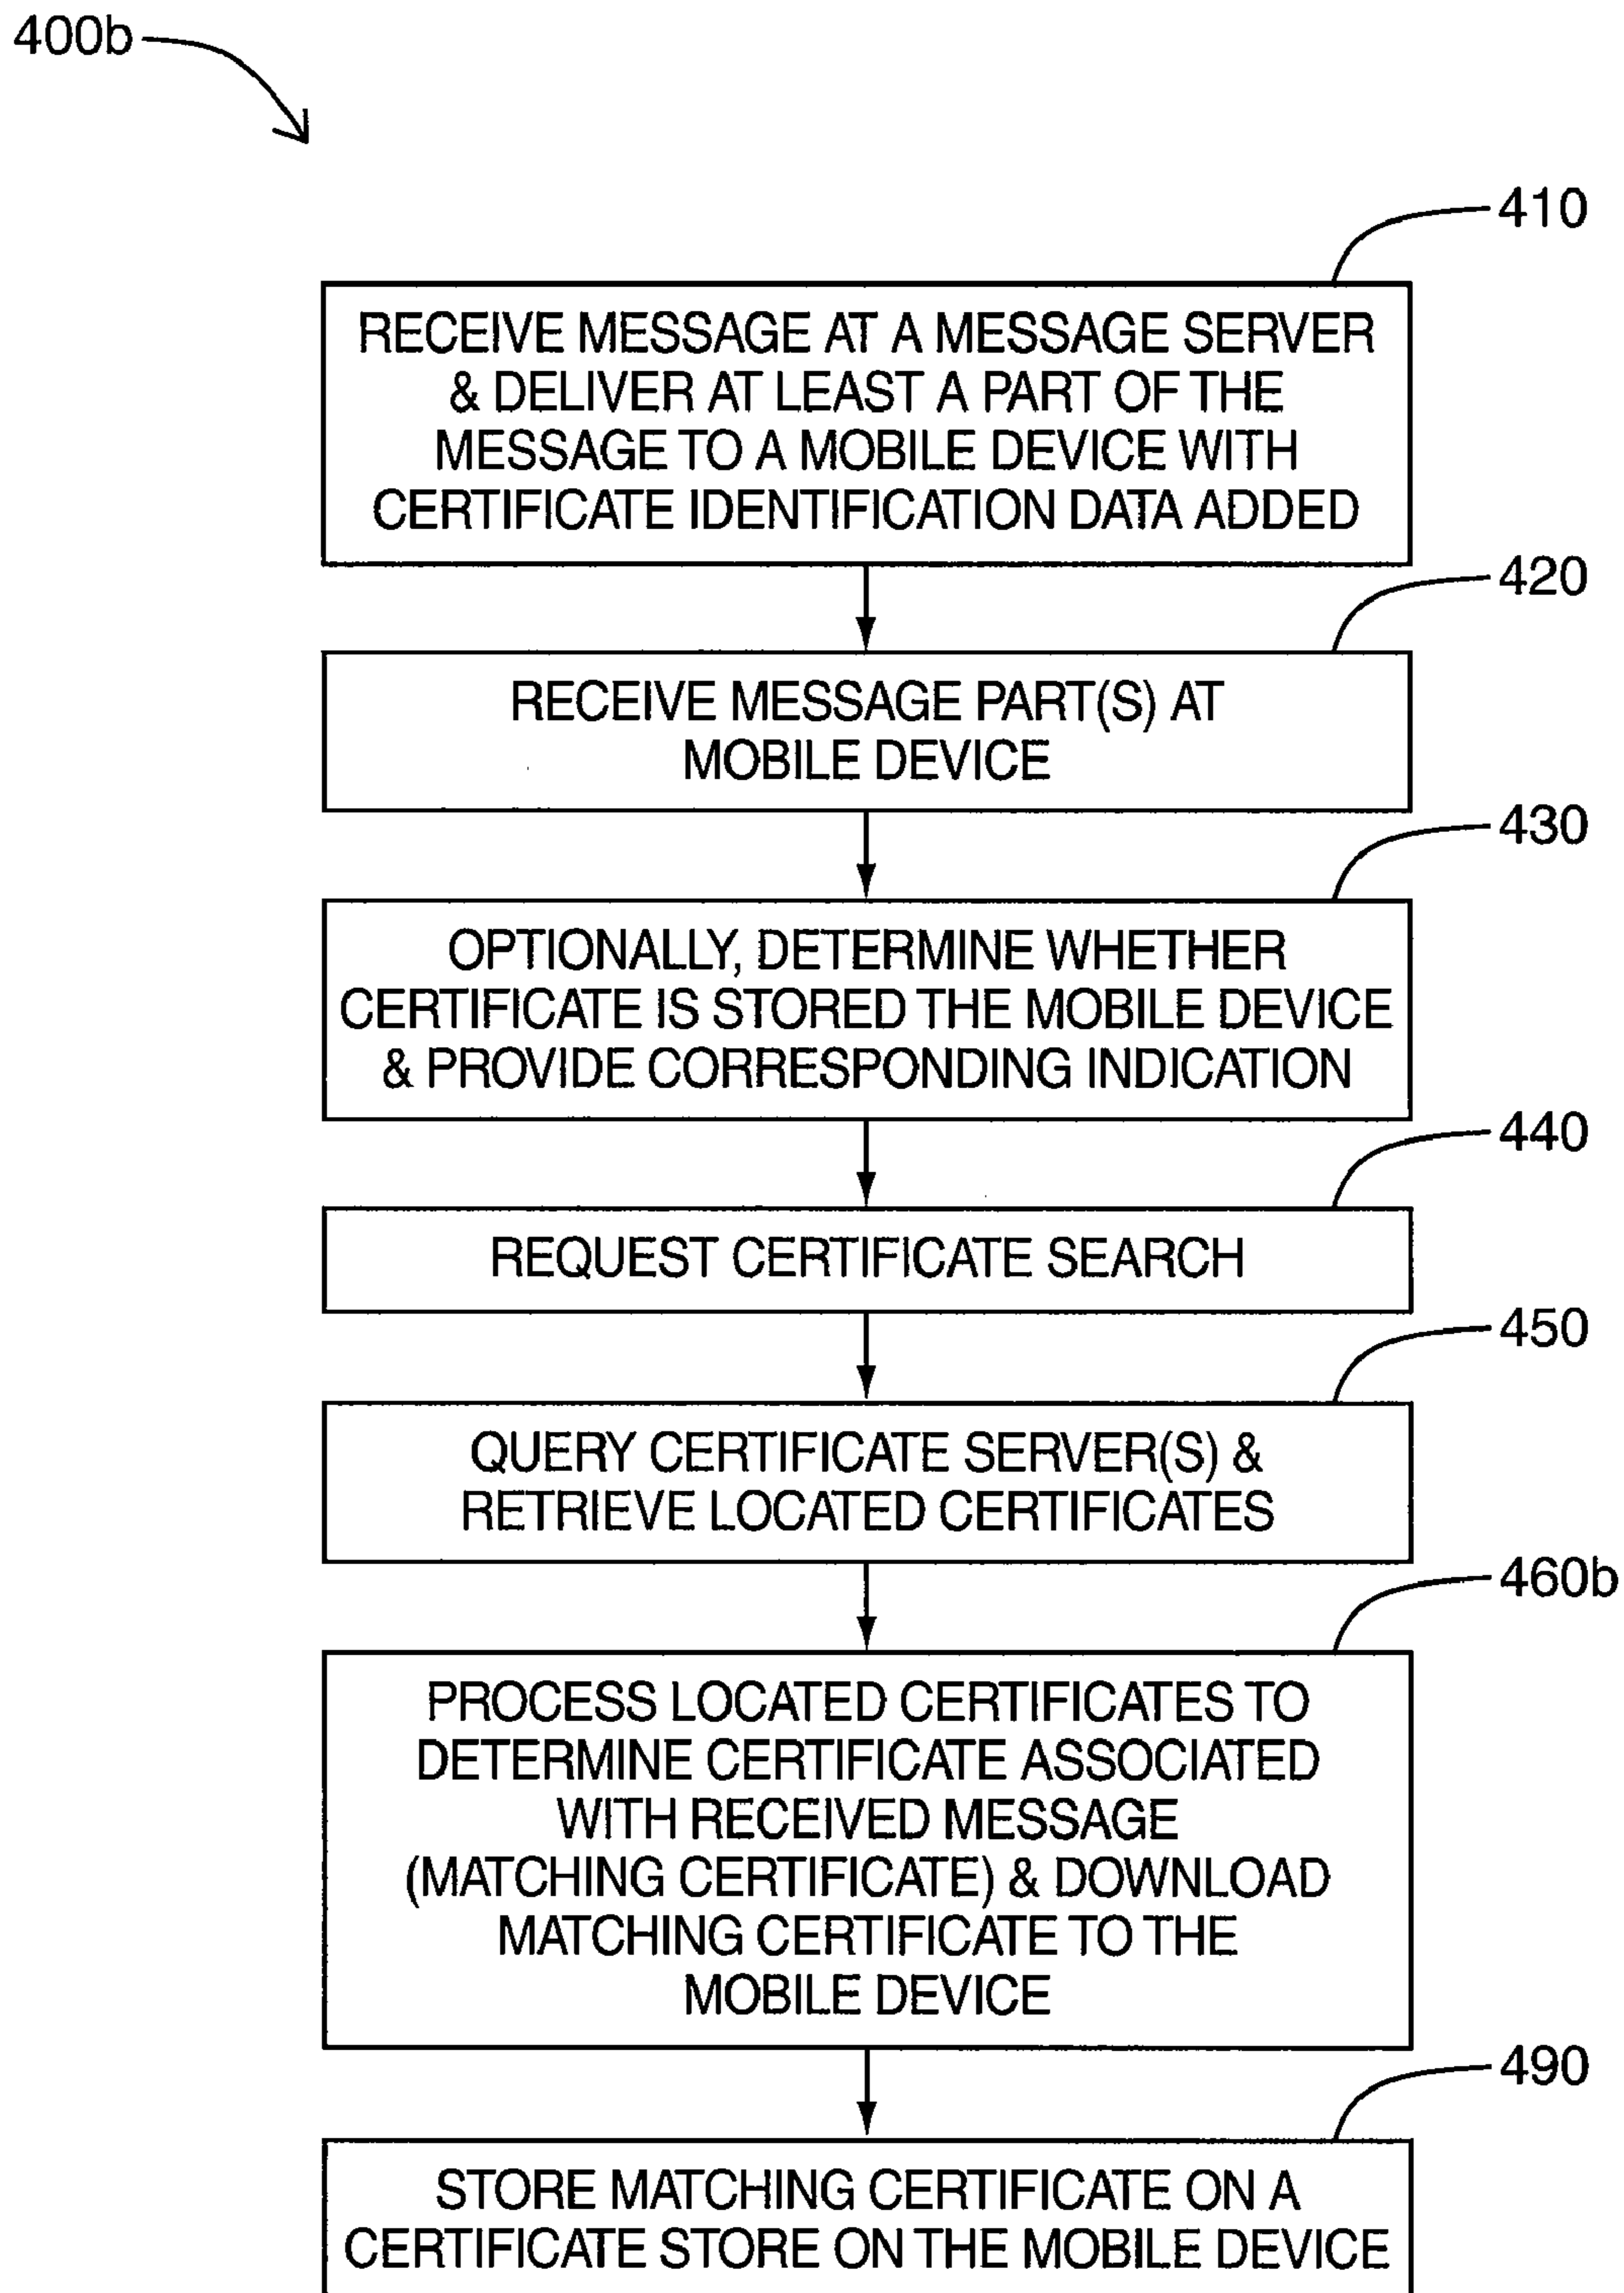 400b
410
RECEIVE MESSAGE AT A MESSAGE SERVER
& DELIVER AT LEAST A PART OF THE
MESSAGE TO A MOBILE DEVICE WITH
CERTIFICATE IDENTIFICATION DATA ADDED
420
RECEIVE MESSAGE PART(S) AT
MOBILE DEVICE
430
OPTIONALLY, DETERMINE WHETHER
CERTIFICATE IS STORED THE MOBILE DEVICE
& PROVIDE CORRESPONDING INDICATION
440
REQUEST CERTIFICATE SEARCH
450
QUERY CERTIFICATE SERVER(S) &
RETRIEVE LOCATED CERTIFICATES
460b
PROCESS LOCATED CERTIFICATES TO
DETERMINE CERTIFICATE ASSOCIATED
WITH RECEIVED MESSAGE
(MATCHING CERTIFICATE) & DOWNLOAD
MATCHING CERTIFICATE TO THE
MOBILE DEVICE
490
STORE MATCHING CERTIFICATE ON A
CERTIFICATE STORE ON THE MOBILE DEVICE